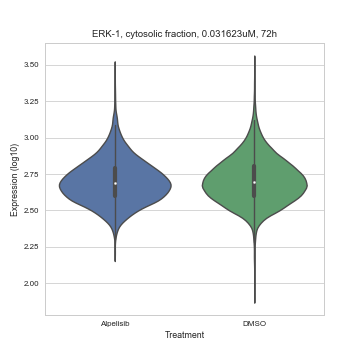 ERK-1, cytosolic fraction, 0.031623uM, 72h
3.50
3.25
3.00
2.75
2.50
2.25
2.00
Expression (log10)
Alpelisib
DMSO
Treatment